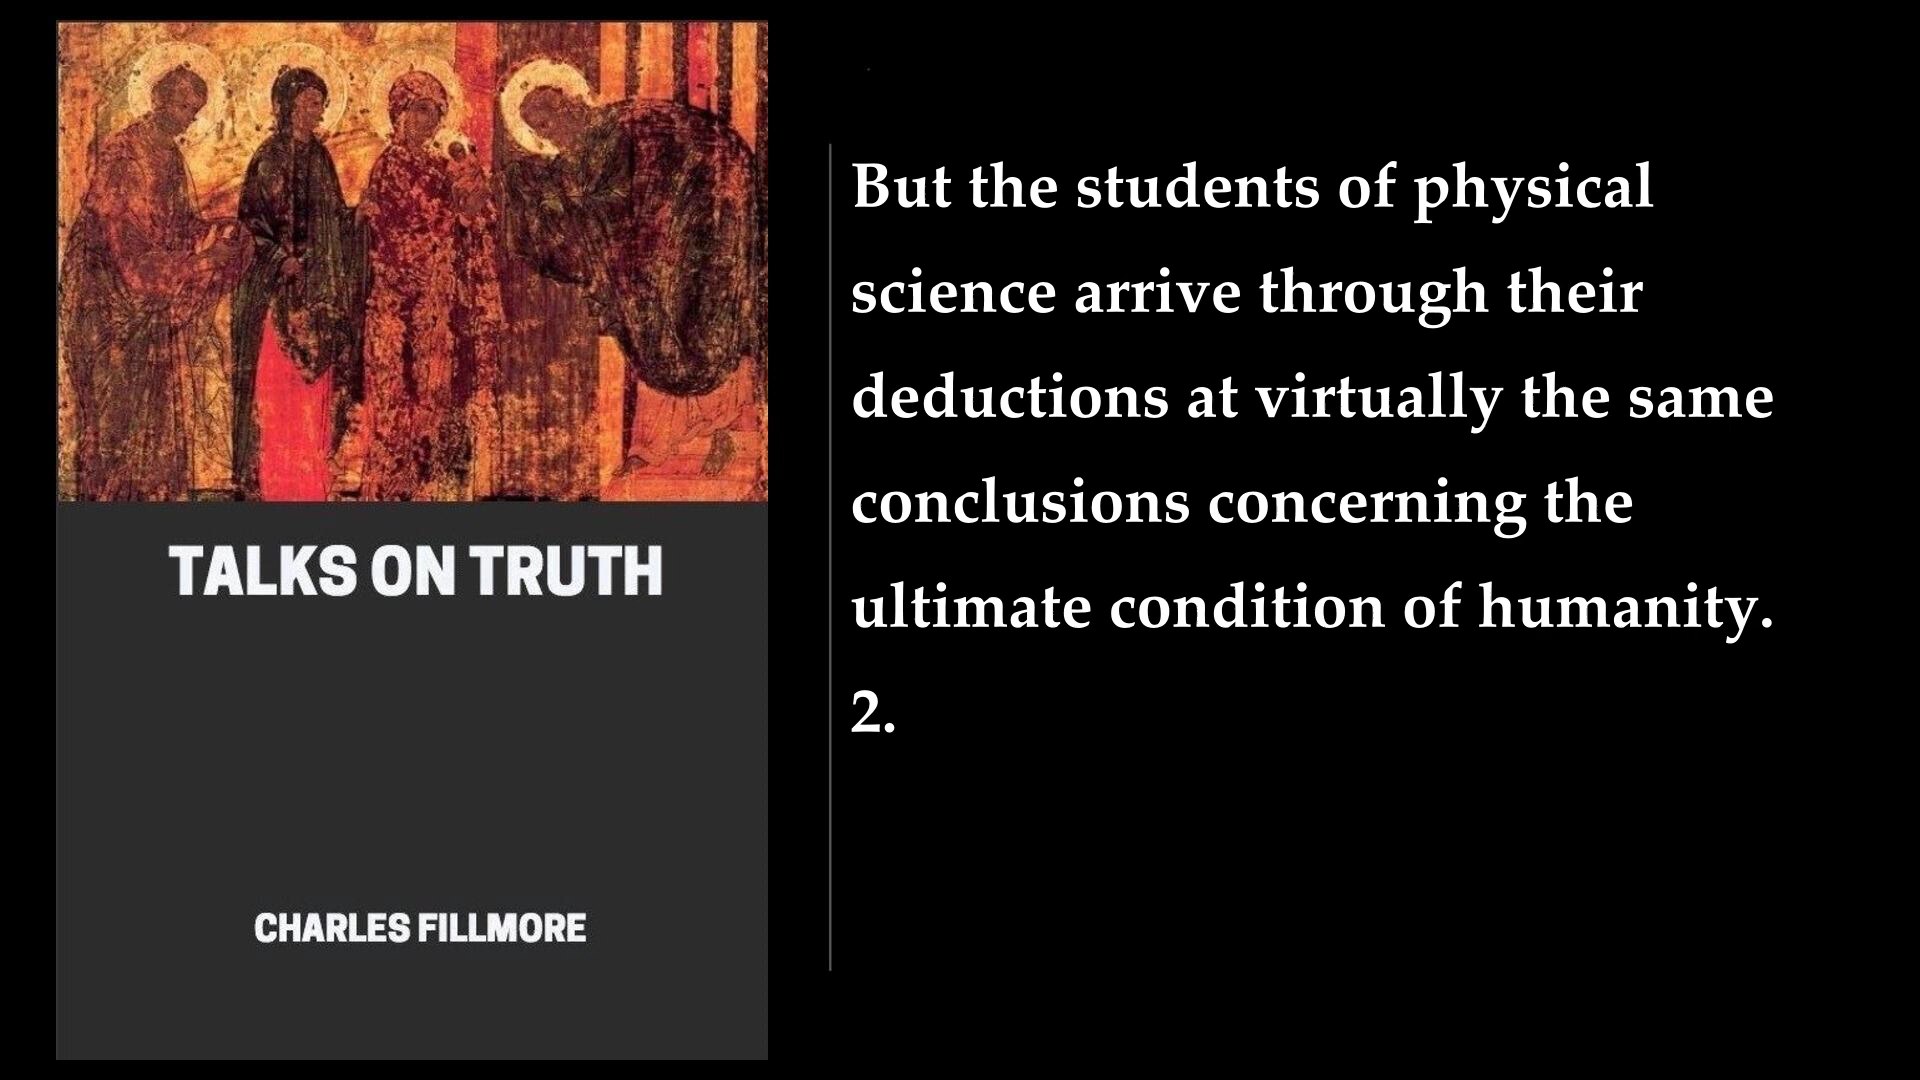 TALKS ON TRUTH
CHARLES FILLMORE
But the students of physical
science arrive through their
deductions at virtually the same
conclusions concerning the
ultimate condition of humanity.
2.